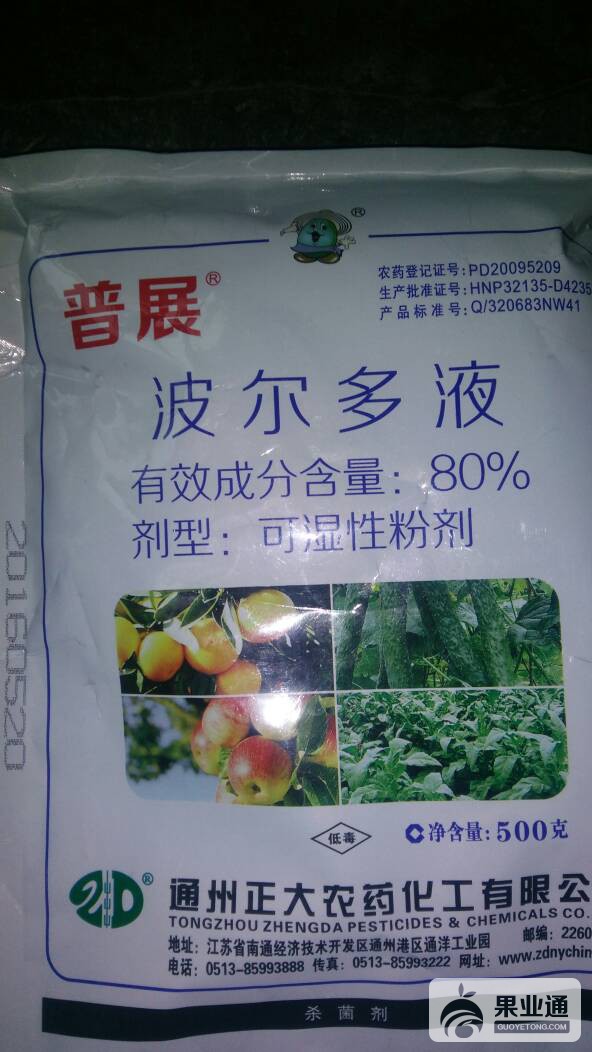 ®
农药登记证号:PD20095209
生产批准证号:HNP32135-D4235
产品标准号:Q/320683NW41
普展®
波尔多液
有效成分含量:80%
剂型:可湿性粉剂
20160520
低毒
净含量:500克
®
通州正大农药化工有限公
TONGZHOU ZHENGDA PESTICIDES & CHEMICALS CO.
地址:江苏省南通经济技术开发区通州港区通洋工业园 邮编:2260
电话:0513-85993888 传真:0513-85993222 网址:www.zdnychin
杀菌剂
果业通
GUOYETONG.COM